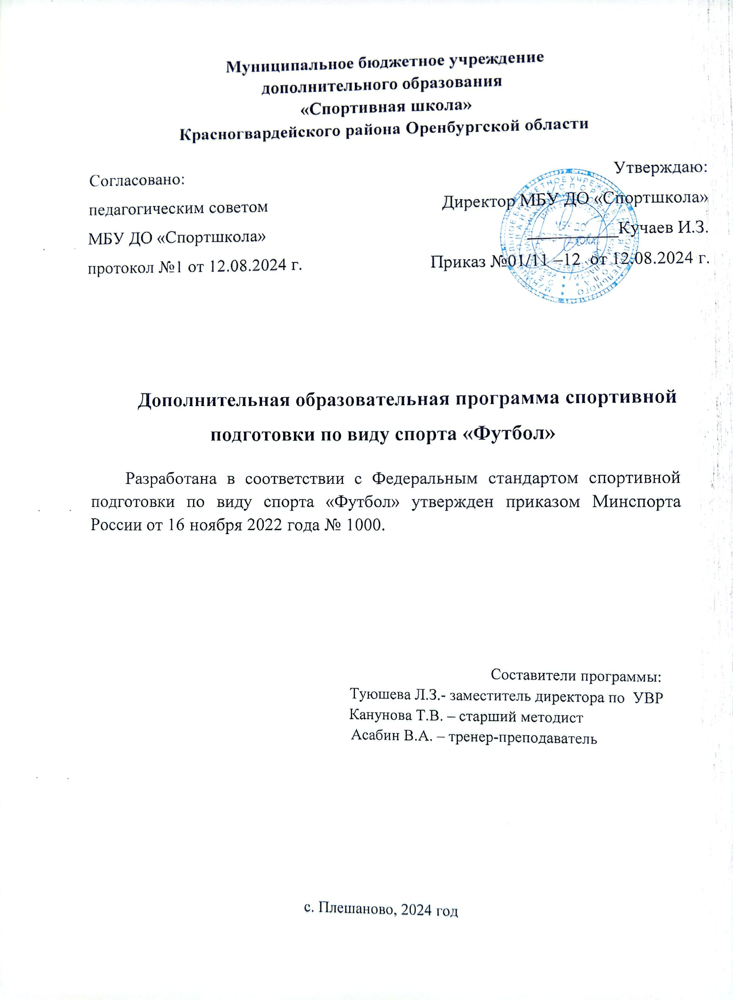 Муниципальное бюджетное учреждение
дополнительного образования
«Спортивная школа»
Красногвардейского района Оренбургской области
Согласовано:
педагогическим советом
МБУ ДО «Спортшкола»
протокол №1 от 12.08.2024 г.
Утверждаю:
Директор МБУ ДО «Спортшкола»
Кучаев И.З.
Приказ №01/11 –12 от 12.08.2024 г.
Дополнительная образовательная программа спортивной
подготовки по виду спорта «Футбол»
Разработана в соответствии с Федеральным стандартом спортивной
подготовки по виду спорта «Футбол» утвержден приказом Минспорта
России от 16 ноября 2022 года № 1000.
Составители программы:
Туюшева Л.З.- заместитель директора по УВР
Канунова Т.В. – старший методист
Асабин В.А. – тренер-преподаватель
с. Плешаново, 2024 год